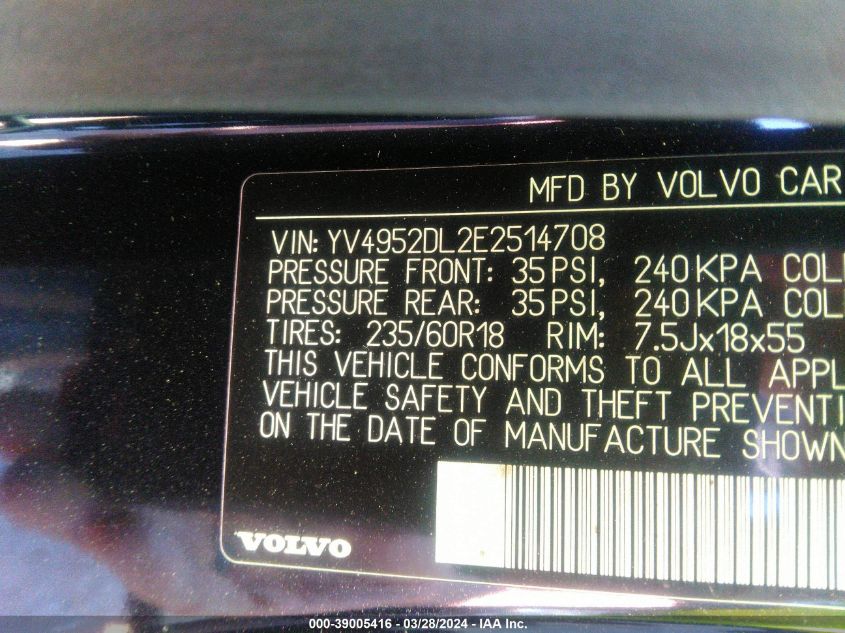 MFD BY VOLVO CAR
VIN: YV4952DL2E2514708
PRESSURE FRONT: 35 PSI, 240 KPA COL
PRESSURE REAR: 35 PSI, 240 KPA COL
TIRES: 235/60R18 RIM: 7.5Jx18x55
THIS VEHICLE CONFORMS TO ALL APPL
VEHICLE SAFETY AND THEFT PREVENTI
ON THE DATE OF MANUFACTURE SHOWN
VOLVO
000-39005416 - 03/28/2024 - IAA Inc.